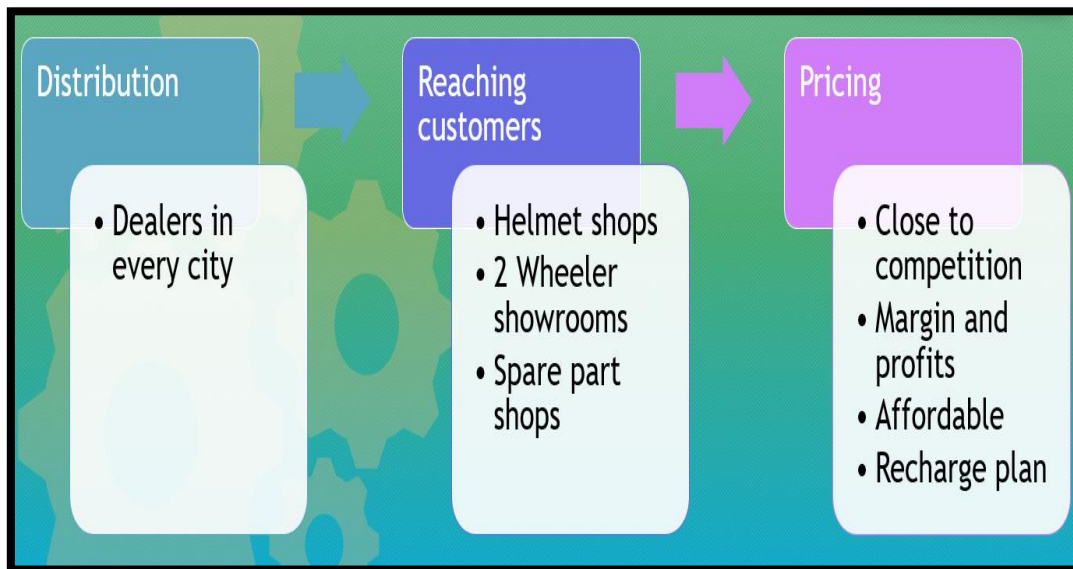 Distribution
• Dealers in
every city
Reaching
customers
• Helmet shops
• 2 Wheeler
showrooms
• Spare part
shops
Pricing
• Close to
competition
• Margin and
profits
• Affordable
• Recharge plan